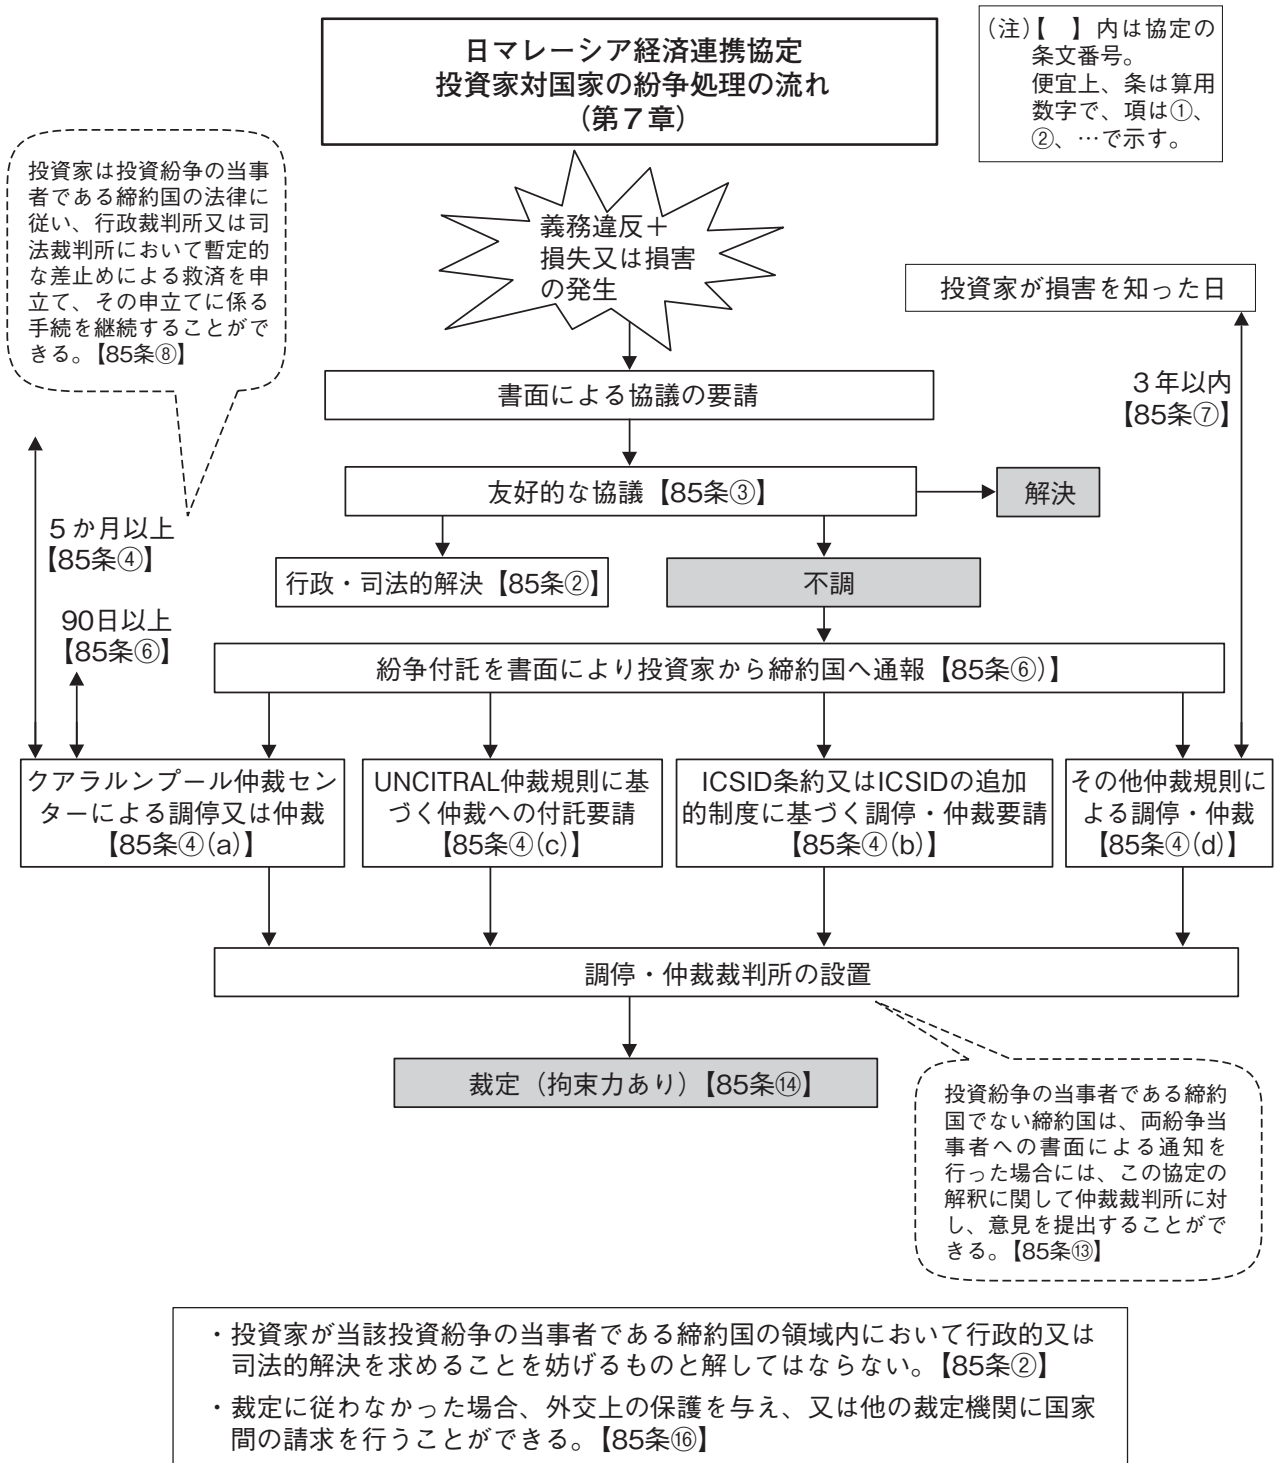 日マレーシア経済連携協定
投資家対国家の紛争処理の流れ
(第7章)
(注)【　】内は協定の
条文番号。
便宜上、条は算用
数字で、項は①、
②、…で示す。
投資家は投資紛争の当事
者である締約国の法律に
従い、行政裁判所又は司
法裁判所において暫定的
な差止めによる救済を申
立て、その申立てに係る
手続を継続することがで
きる。【85条⑧】
義務違反＋
損失又は損害
の発生
投資家が損害を知った日
書面による協議の要請
3年以内
【85条⑦】
友好的な協議【85条③】
解決
5か月以上
【85条④】
行政・司法的解決【85条②】
不調
90日以上
【85条⑥】
紛争付託を書面により投資家から締約国へ通報【85条⑥)】
クアラルンプール仲裁セン
ターによる調停又は仲裁
【85条④(a)】
UNCITRAL仲裁規則に基
づく仲裁への付託要請
【85条④(c)】
ICSID条約又はICSIDの追加
的制度に基づく調停・仲裁要請
【85条④(b)】
その他仲裁規則に
よる調停・仲裁
【85条④(d)】
調停・仲裁裁判所の設置
裁定（拘束力あり）【85条⑭】
投資紛争の当事者である締約
国でない締約国は、両紛争当
事者への書面による通知を
行った場合には、この協定の
解釈に関して仲裁裁判所に対
し、意見を提出することがで
きる。【85条⑬】
・投資家が当該投資紛争の当事者である締約国の領域内において行政的又は
司法的解決を求めることを妨げるものと解してはならない。【85条②】
・裁定に従わなかった場合、外交上の保護を与え、又は他の裁定機関に国家
間の請求を行うことができる。【85条⑯】